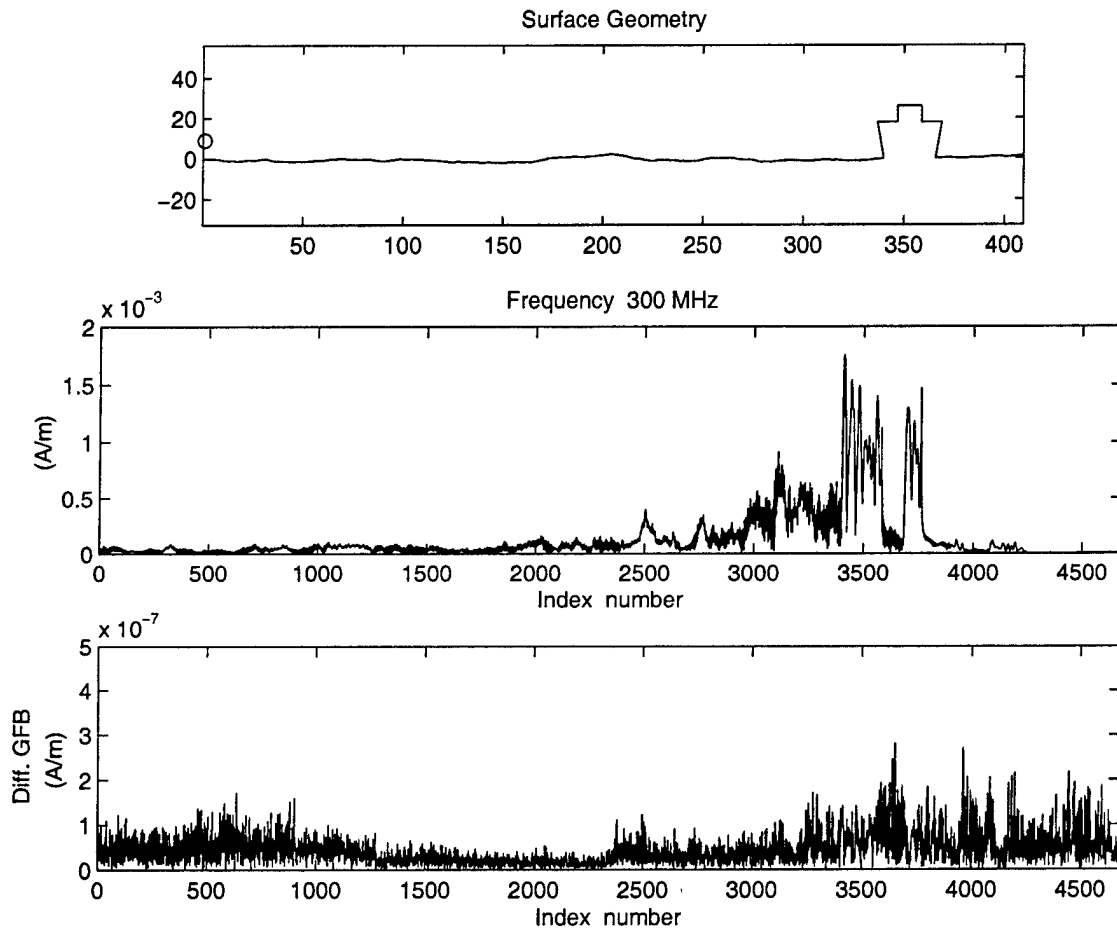 Surface Geometry
40
20
0
−20
50 100 150 200 250 300 350 400
x 10⁻³
Frequency 300 MHz
2
1.5
1
0.5
0
(A/m)
0 500 1000 1500 2000 2500 3000 3500 4000 4500
Index number
x 10⁻⁷
5
4
3
2
1
0
Diff. GFB
(A/m)
0 500 1000 1500 2000 2500 3000 3500 4000 4500
Index number